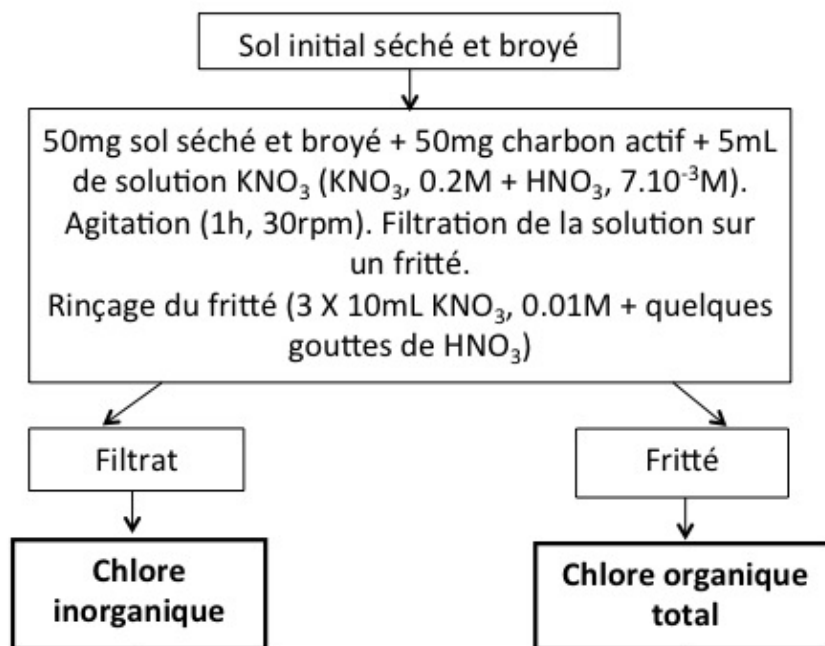 Sol initial séché et broyé
50mg sol séché et broyé + 50mg charbon actif + 5mL
de solution KNO₃ (KNO₃, 0.2M + HNO₃, 7.10⁻³M).
Agitation (1h, 30rpm). Filtration de la solution sur
un fritté.
Rinçage du fritté (3 X 10mL KNO₃, 0.01M + quelques
gouttes de HNO₃)
Filtrat
Fritté
Chlore
inorganique
Chlore organique
total